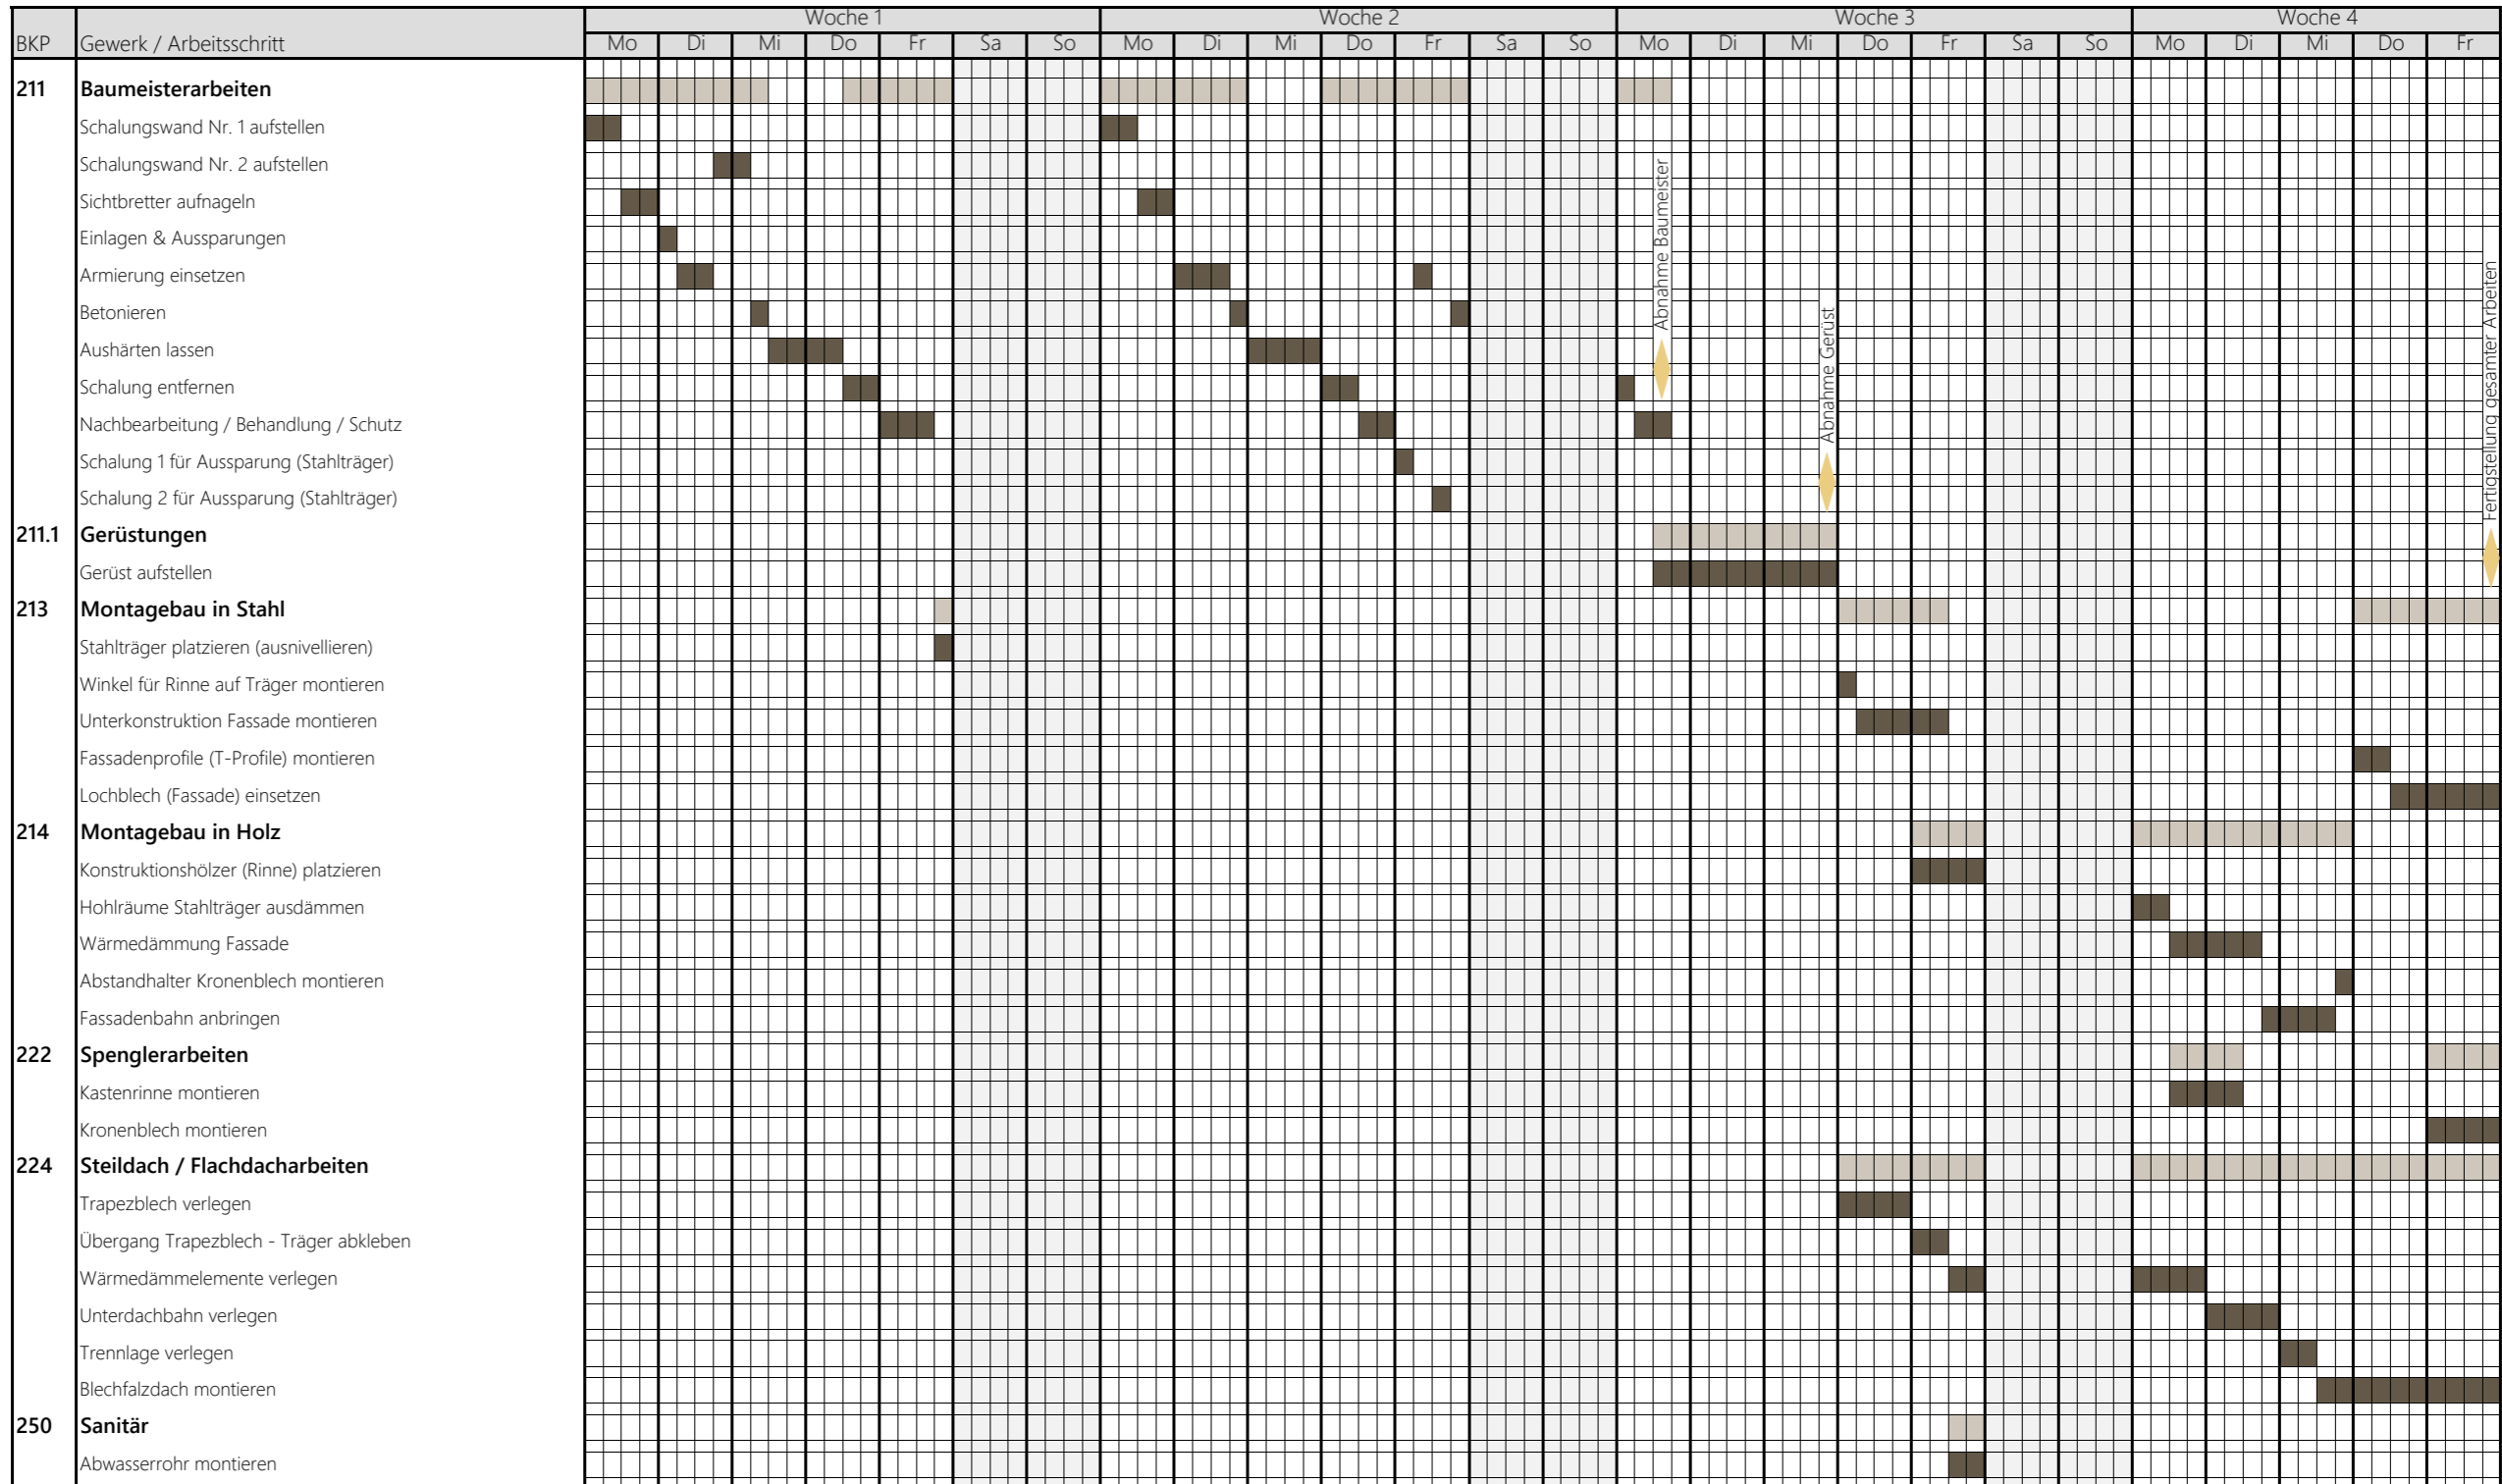 Woche 1 Woche 2 Woche 3 Woche 4
BKP Gewerk / Arbeitsschritt Mo Di Mi Do Fr Sa So Mo Di Mi Do Fr Sa So Mo Di Mi Do Fr Sa So Mo Di Mi Do Fr
211 Baumeisterarbeiten
Schalungswand Nr. 1 aufstellen
Schalungswand Nr. 2 aufstellen
Sichtbretter aufnageln
Einlagen & Aussparungen
Armierung einsetzen
Betonieren
Aushärten lassen
Schalung entfernen
Nachbearbeitung / Behandlung / Schutz
Schalung 1 für Aussparung (Stahlträger)
Schalung 2 für Aussparung (Stahlträger)
Abnahme Baumeister
Abnahme Gerüst
Fertigstellung gesamter Arbeiten
211.1 Gerüstungen
Gerüst aufstellen
213 Montagebau in Stahl
Stahlträger platzieren (ausnivellieren)
Winkel für Rinne auf Träger montieren
Unterkonstruktion Fassade montieren
Fassadenprofile (T-Profile) montieren
Lochblech (Fassade) einsetzen
214 Montagebau in Holz
Konstruktionshölzer (Rinne) platzieren
Hohlräume Stahlträger ausdämmen
Wärmedämmung Fassade
Abstandhalter Kronenblech montieren
Fassadenbahn anbringen
222 Spenglerarbeiten
Kastenrinne montieren
Kronenblech montieren
224 Steildach / Flachdacharbeiten
Trapezblech verlegen
Übergang Trapezblech - Träger abkleben
Wärmedämmelemente verlegen
Unterdachbahn verlegen
Trennlage verlegen
Blechfalzdach montieren
250 Sanitär
Abwasserrohr montieren